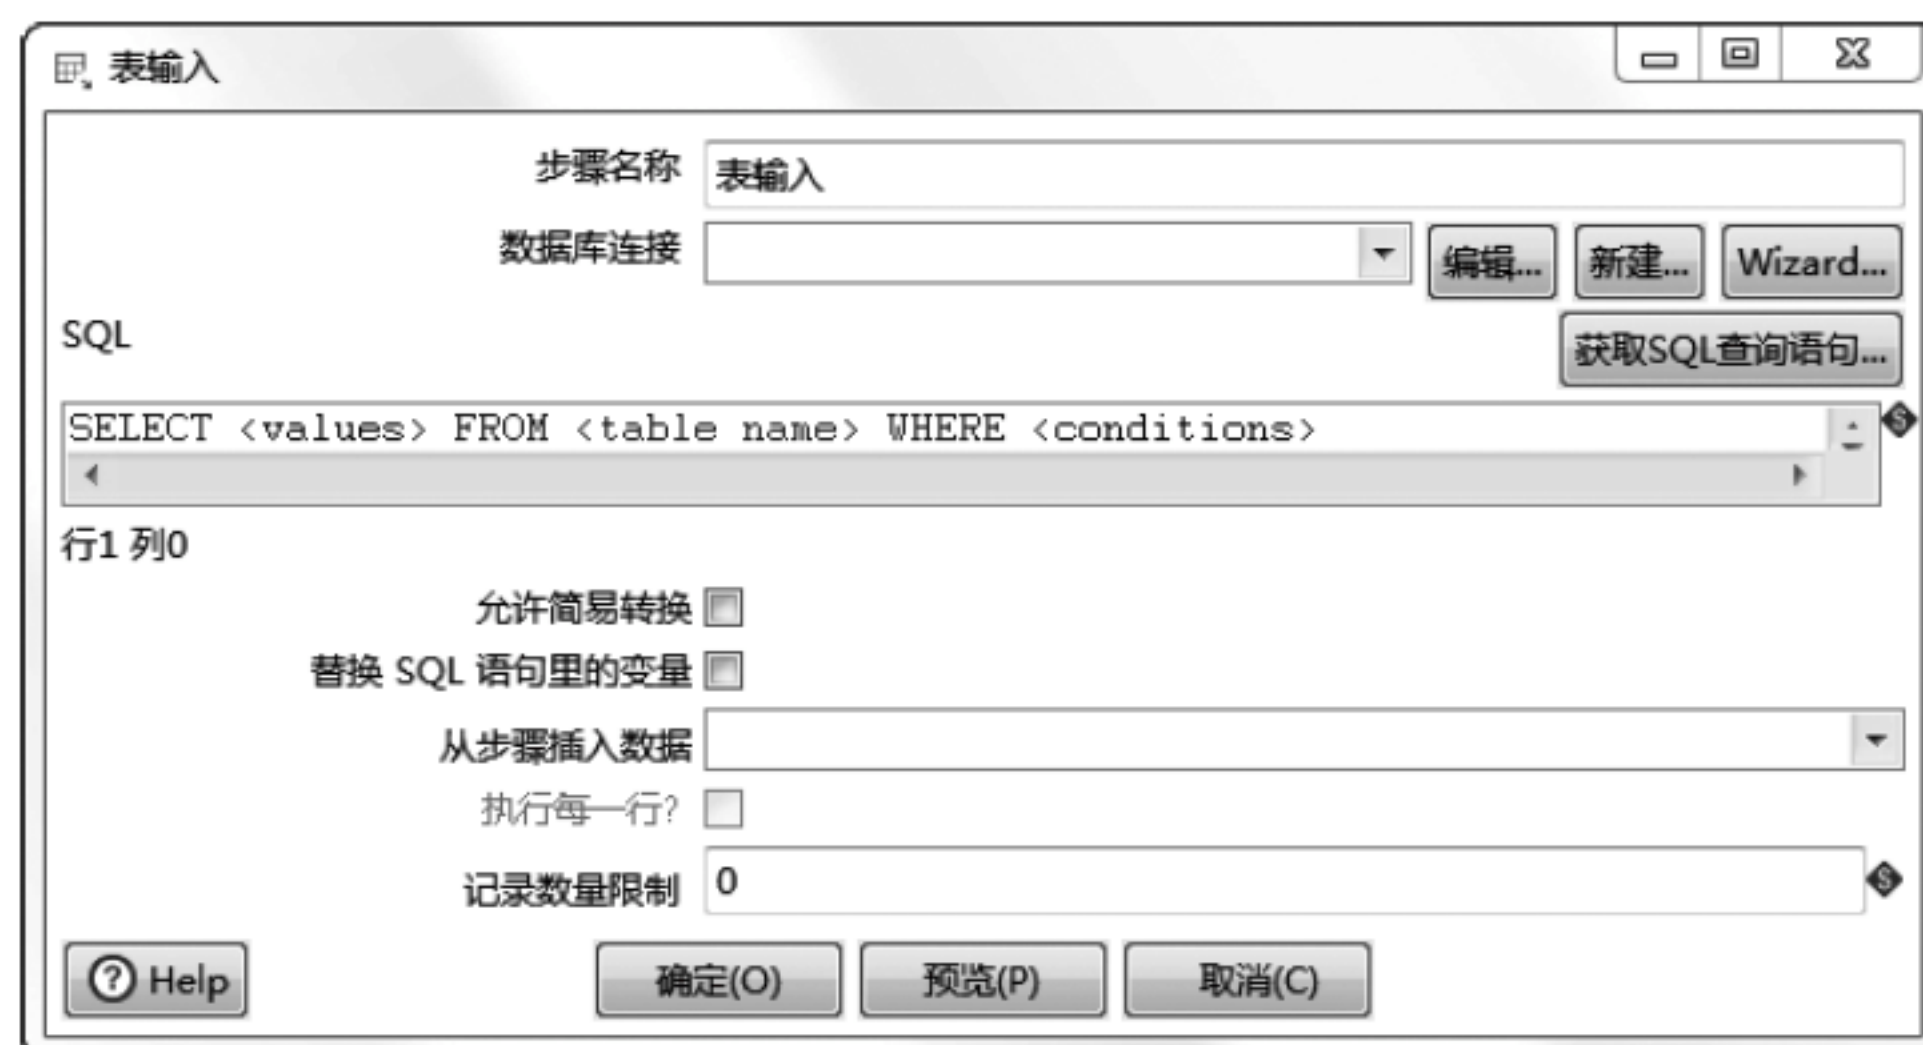 表输入
步骤名称 表输入
数据库连接 编辑... 新建... Wizard...
SQL 获取SQL查询语句...
SELECT <values> FROM <table name> WHERE <conditions>
行1 列0
允许简易转换
替换 SQL 语句里的变量
从步骤插入数据
执行每一行?
记录数量限制 0
Help 确定(O) 预览(P) 取消(C)